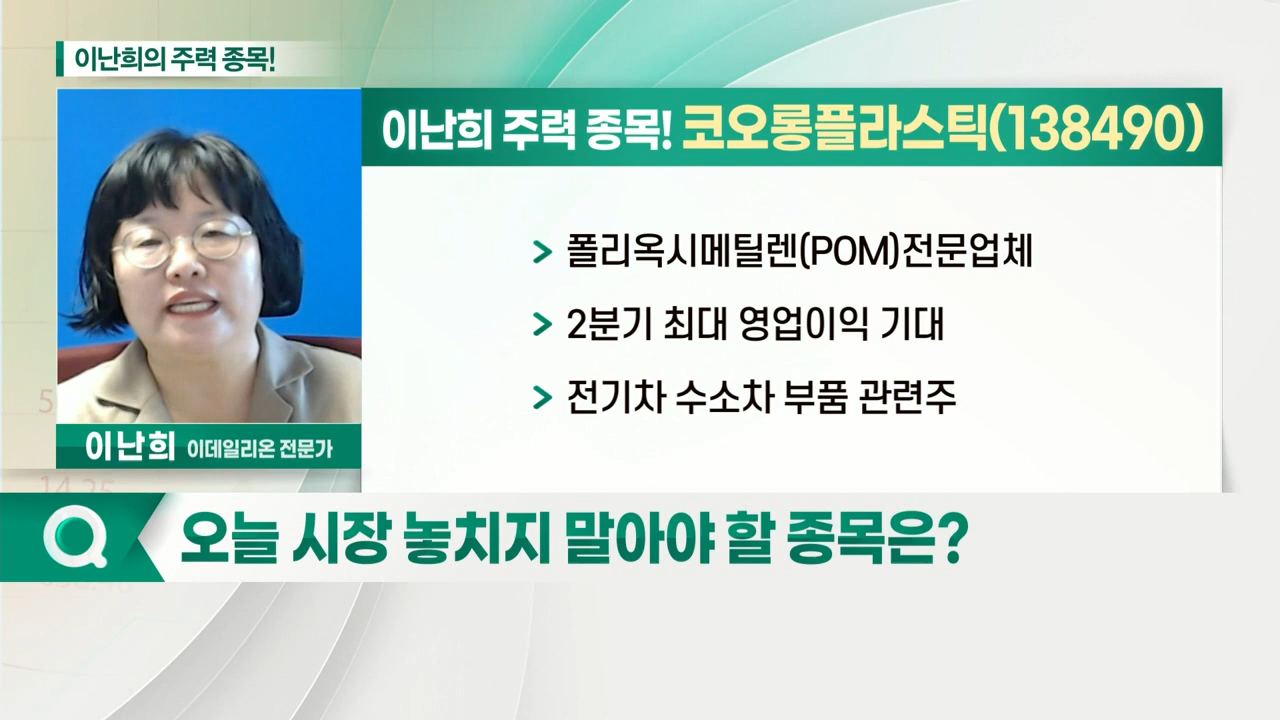 이난희의 주력 종목!
이난희 주력 종목! 코오롱플라스틱(138490)
> 폴리옥시메틸렌(POM)전문업체
> 2분기 최대 영업이익 기대
> 전기차 수소차 부품 관련주
이난희 이데일리온 전문가
오늘 시장 놓치지 말아야 할 종목은?